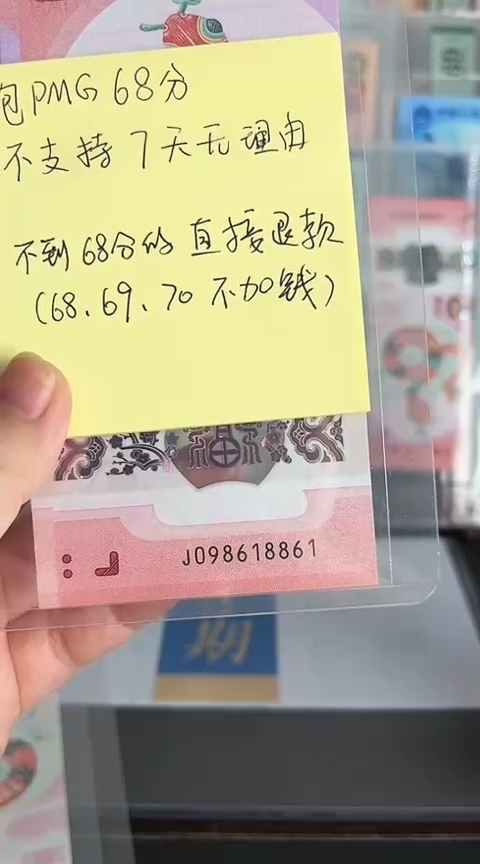 包PMG 68分
不支持7天无理由
不到68分的 直接退款
(68、69、70 不加钱)
J098618861
期